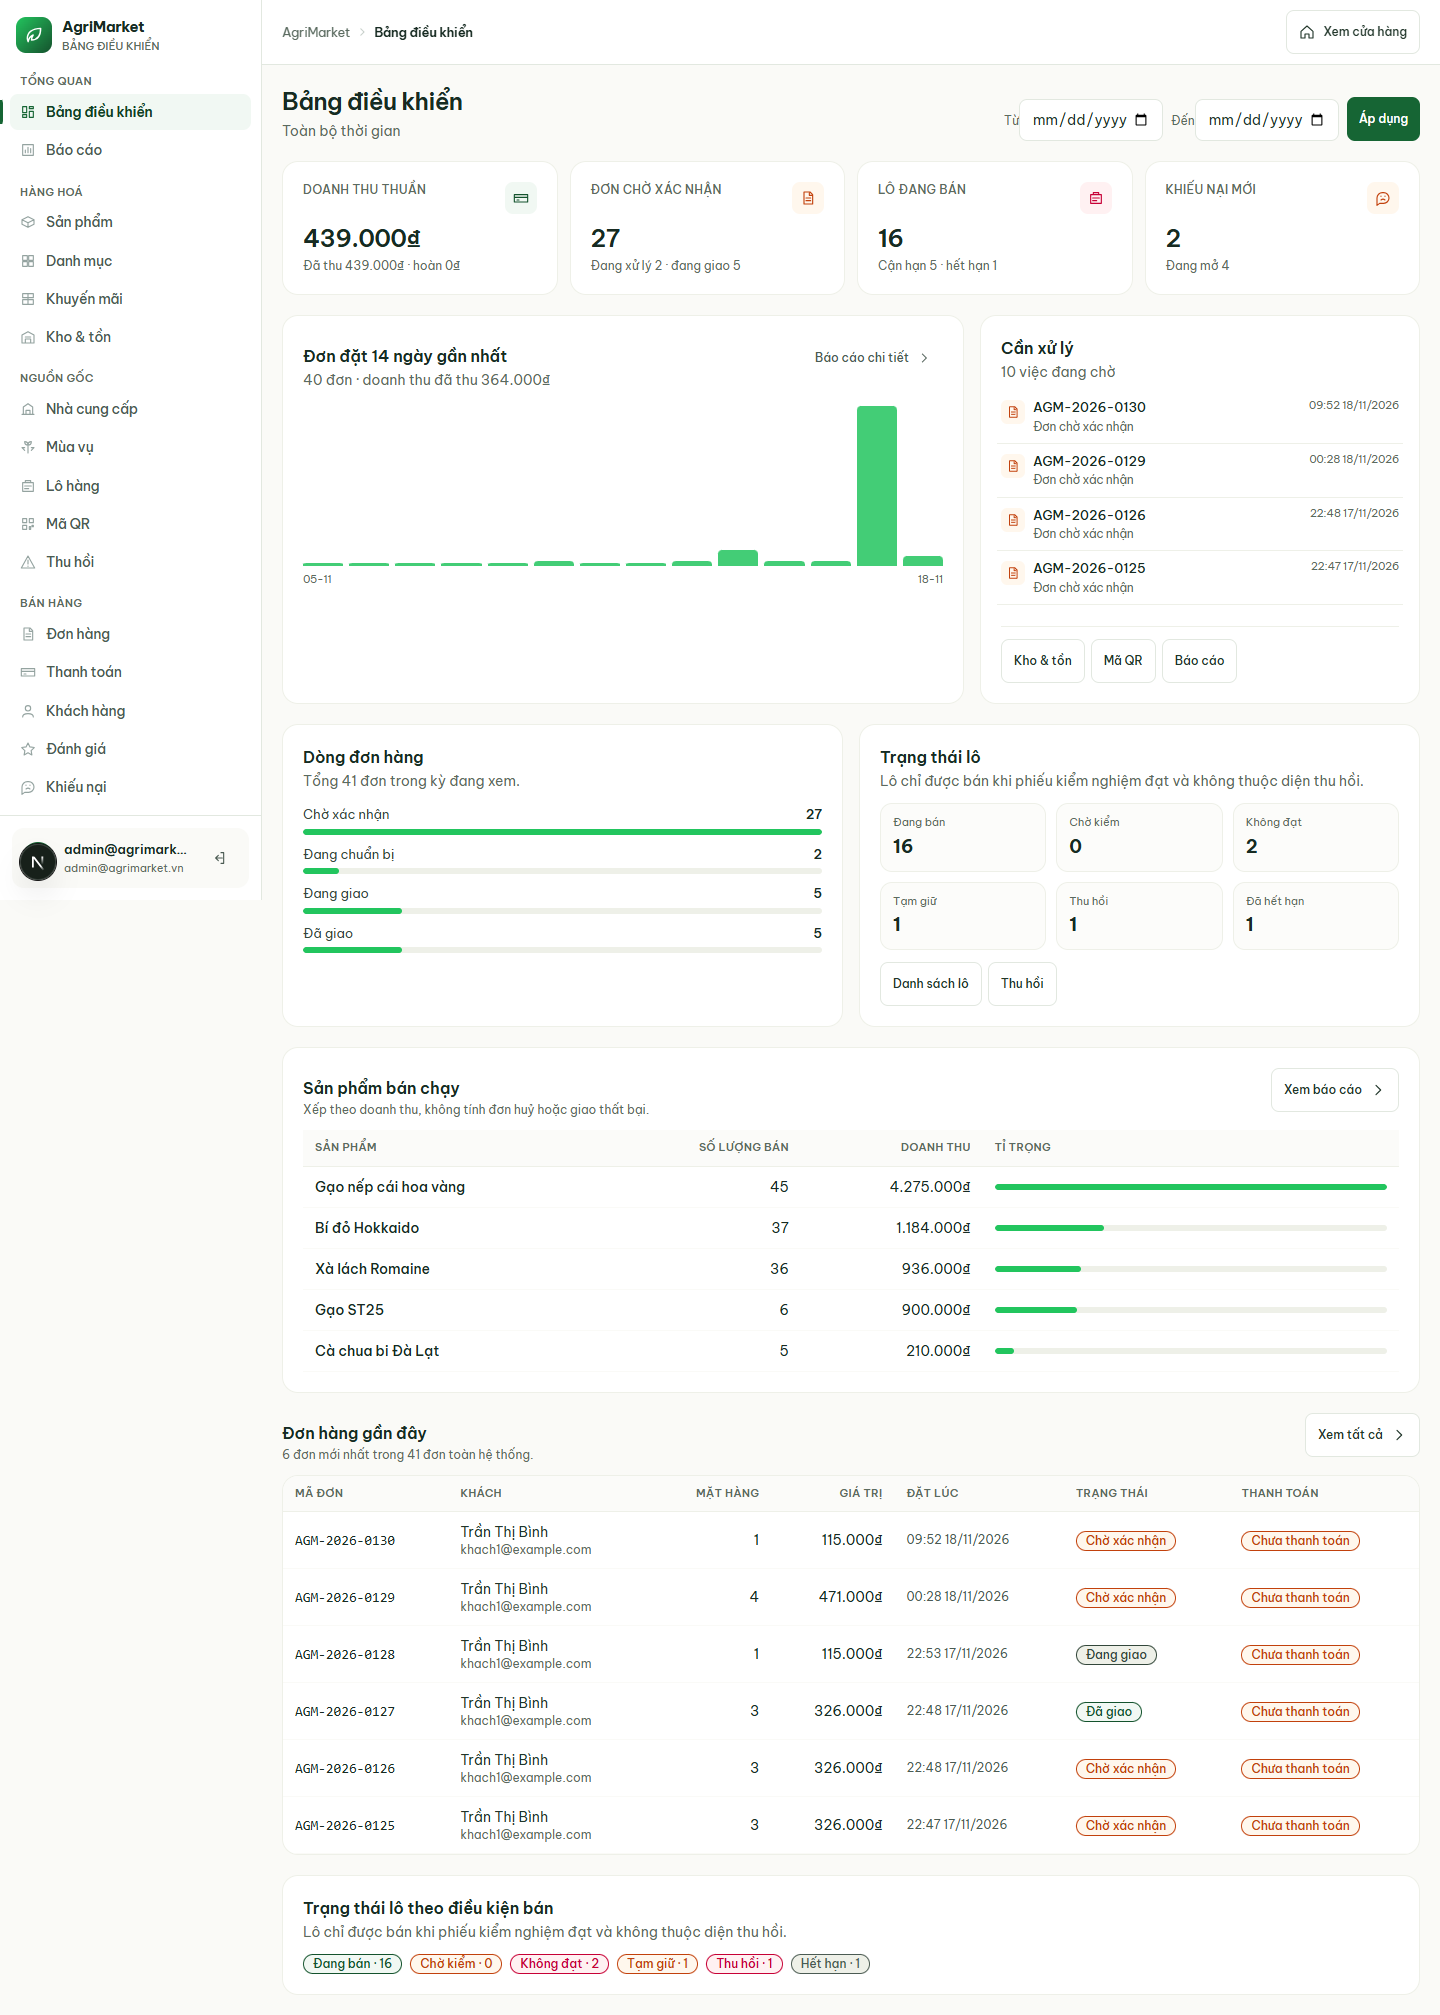 AgriMarket
BẢNG ĐIỀU KHIỂN
TỔNG QUAN
Bảng điều khiển
Báo cáo
HÀNG HOÁ
Sản phẩm
Danh mục
Khuyến mãi
Kho & tồn
NGUỒN GỐC
Nhà cung cấp
Mùa vụ
Lô hàng
Mã QR
Thu hồi
BÁN HÀNG
Đơn hàng
Thanh toán
Khách hàng
Đánh giá
Khiếu nại
N
admin@agrimark...
admin@agrimarket.vn
AgriMarket > Bảng điều khiển
Xem cửa hàng
Bảng điều khiển
Toàn bộ thời gian
Từ mm/dd/yyyy Đến mm/dd/yyyy Áp dụng
DOANH THU THUẦN
439.000₫
Đã thu 439.000₫ · hoàn 0₫
ĐƠN CHỜ XÁC NHẬN
27
Đang xử lý 2 · đang giao 5
LÔ ĐANG BÁN
16
Cận hạn 5 · hết hạn 1
KHIẾU NẠI MỚI
2
Đang mở 4
Đơn đặt 14 ngày gần nhất
40 đơn · doanh thu đã thu 364.000₫
Báo cáo chi tiết
05-11
18-11
Cần xử lý
10 việc đang chờ
AGM-2026-0130 09:52 18/11/2026
Đơn chờ xác nhận
AGM-2026-0129 00:28 18/11/2026
Đơn chờ xác nhận
AGM-2026-0126 22:48 17/11/2026
Đơn chờ xác nhận
AGM-2026-0125 22:47 17/11/2026
Đơn chờ xác nhận
Kho & tồn Mã QR Báo cáo
Dòng đơn hàng
Tổng 41 đơn trong kỳ đang xem.
Chờ xác nhận 27
Đang chuẩn bị 2
Đang giao 5
Đã giao 5
Trạng thái lô
Lô chỉ được bán khi phiếu kiểm nghiệm đạt và không thuộc diện thu hồi.
Đang bán
16
Chờ kiểm
0
Không đạt
2
Tạm giữ
1
Thu hồi
1
Đã hết hạn
1
Danh sách lô Thu hồi
Sản phẩm bán chạy
Xếp theo doanh thu, không tính đơn huỷ hoặc giao thất bại.
Xem báo cáo
SẢN PHẨM SỐ LƯỢNG BÁN DOANH THU TỈ TRỌNG
Gạo nếp cái hoa vàng 45 4.275.000₫
Bí đỏ Hokkaido 37 1.184.000₫
Xà lách Romaine 36 936.000₫
Gạo ST25 6 900.000₫
Cà chua bi Đà Lạt 5 210.000₫
Đơn hàng gần đây
6 đơn mới nhất trong 41 đơn toàn hệ thống.
Xem tất cả
MÃ ĐƠN KHÁCH MẶT HÀNG GIÁ TRỊ ĐẶT LÚC TRẠNG THÁI THANH TOÁN
AGM-2026-0130 Trần Thị Bình 1 115.000₫ 09:52 18/11/2026 Chờ xác nhận Chưa thanh toán
khach1@example.com
AGM-2026-0129 Trần Thị Bình 4 471.000₫ 00:28 18/11/2026 Chờ xác nhận Chưa thanh toán
khach1@example.com
AGM-2026-0128 Trần Thị Bình 1 115.000₫ 22:53 17/11/2026 Đang giao Chưa thanh toán
khach1@example.com
AGM-2026-0127 Trần Thị Bình 3 326.000₫ 22:48 17/11/2026 Đã giao Chưa thanh toán
khach1@example.com
AGM-2026-0126 Trần Thị Bình 3 326.000₫ 22:48 17/11/2026 Chờ xác nhận Chưa thanh toán
khach1@example.com
AGM-2026-0125 Trần Thị Bình 3 326.000₫ 22:47 17/11/2026 Chờ xác nhận Chưa thanh toán
khach1@example.com
Trạng thái lô theo điều kiện bán
Lô chỉ được bán khi phiếu kiểm nghiệm đạt và không thuộc diện thu hồi.
Đang bán · 16 Chờ kiểm · 0 Không đạt · 2 Tạm giữ · 1 Thu hồi · 1 Hết hạn · 1